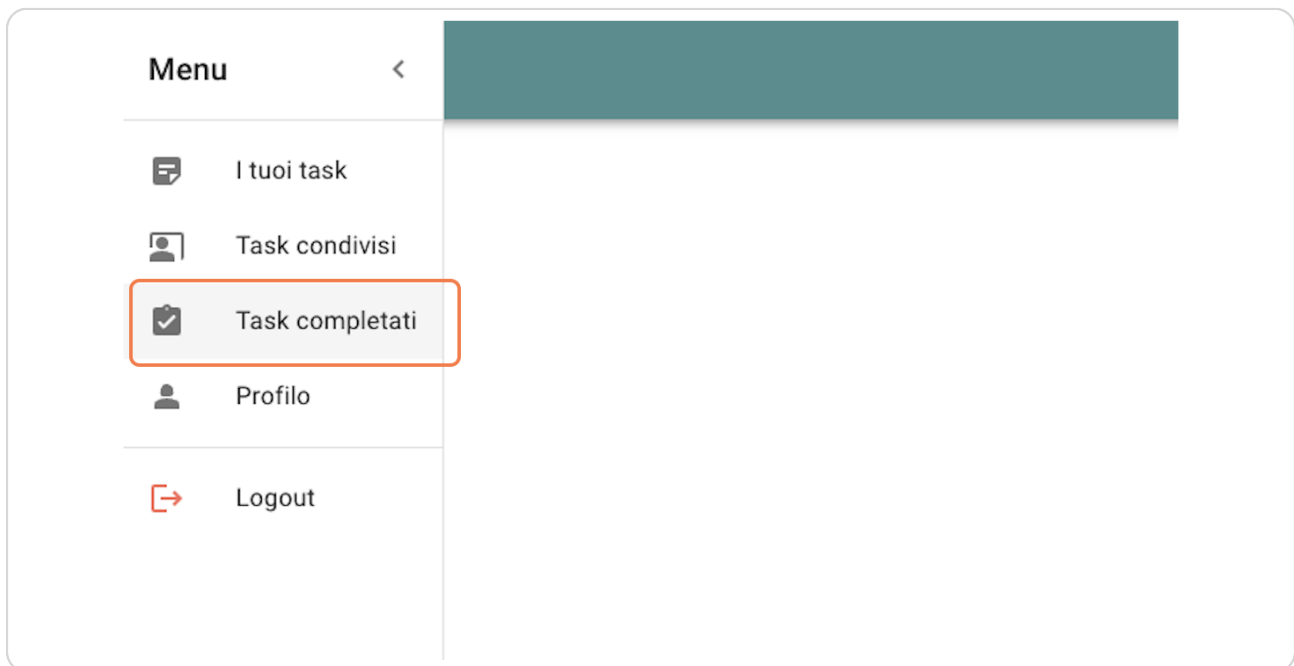 Menu
I tuoi task
Task condivisi
Task completati
Profilo
Logout